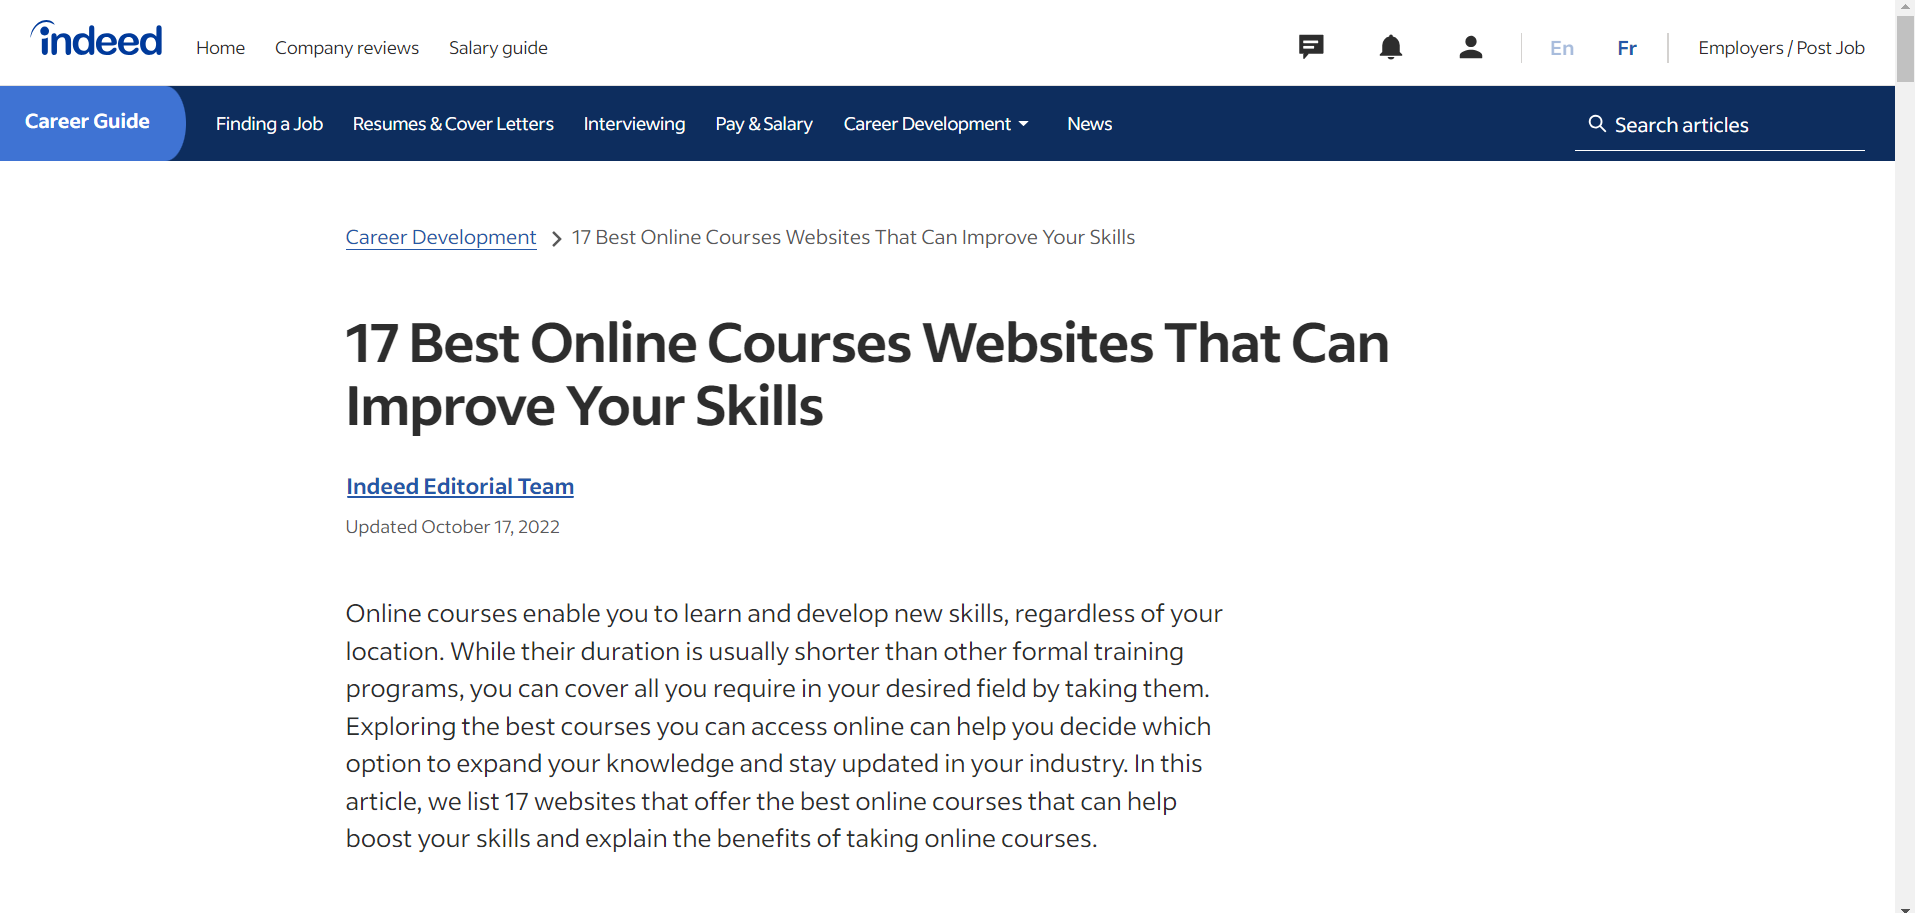 indeed
Home
Company reviews
Salary guide
En
Fr
Employers / Post Job
Career Guide
Finding a Job
Resumes & Cover Letters
Interviewing
Pay & Salary
Career Development
News
Search articles
Career Development
17 Best Online Courses Websites That Can Improve Your Skills
17 Best Online Courses Websites That Can
Improve Your Skills
Indeed Editorial Team
Updated October 17, 2022
Online courses enable you to learn and develop new skills, regardless of your
location. While their duration is usually shorter than other formal training
programs, you can cover all you require in your desired field by taking them.
Exploring the best courses you can access online can help you decide which
option to expand your knowledge and stay updated in your industry. In this
article, we list 17 websites that offer the best online courses that can help
boost your skills and explain the benefits of taking online courses.